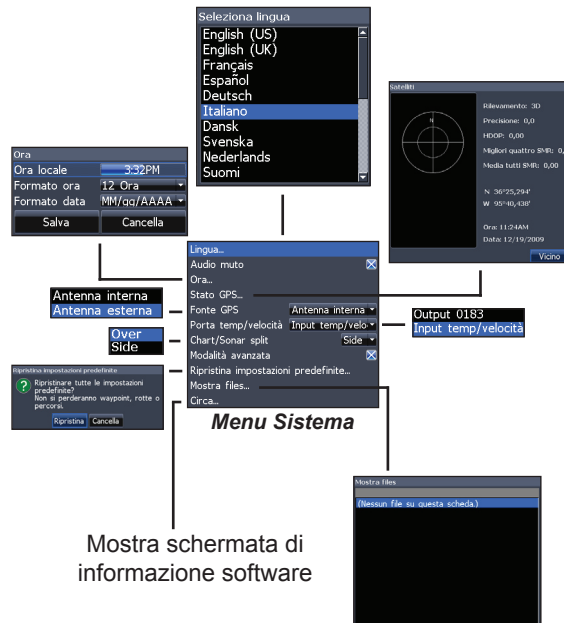 Seleziona lingua
English (US)
English (UK)
Français
Español
Deutsch
Italiano
Dansk
Svenska
Nederlands
Suomi
Satelliti
Rilevamento: 3D
Precisione: 0,0
HDOP: 0,00
Migliori quattro SMR: 0,
Media tutti SMR: 0,00
N
N 36°25,294'
W 95°40,438'
Ora: 11:24AM
Data: 12/19/2009
Vicino
Ora
Ora locale 3:32PM
Formato ora 12 Ora
Formato data MM/gg/AAAA
Salva Cancella
Lingua...
Audio muto
Ora...
Stato GPS...
Fonte GPS Antenna interna
Porta temp/velocità Input temp/velo
Chart/Sonar split Side
Modalità avanzata
Ripristina impostazioni predefinite...
Mostra files...
Circa...
Menu Sistema
Antenna interna
Antenna esterna
Over
Side
Output 0183
Input temp/velocità
Ripristina impostazioni predefinite
?
Ripristinare tutte le impostazioni
predefinite?
Non si perderanno waypoint, rotte o
percorsi.
Ripristina Cancella
Mostra files
(Nessun file su questa scheda.)
Mostra schermata di
informazione software